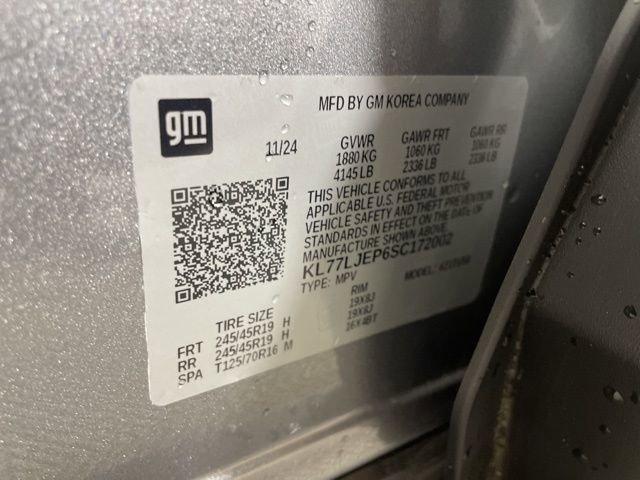 gm
MFD BY GM KOREA COMPANY
11/24
GVWR GAWR FRT GAWR RR
1880 KG 1060 KG 1060 KG
4145 LB 2336 LB 2336 LB
THIS VEHICLE CONFORMS TO ALL
APPLICABLE U.S. FEDERAL MOTOR
VEHICLE SAFETY AND THEFT PREVENTION
STANDARDS IN EFFECT ON THE DATE OF
MANUFACTURE SHOWN ABOVE.
KL77LJEP6SC172002
TYPE: MPV MODEL:
TIRE SIZE RIM
FRT 245/45R19 H 19X8J
RR 245/45R19 H 19X8J
SPA T125/70R16 M 16X4BT